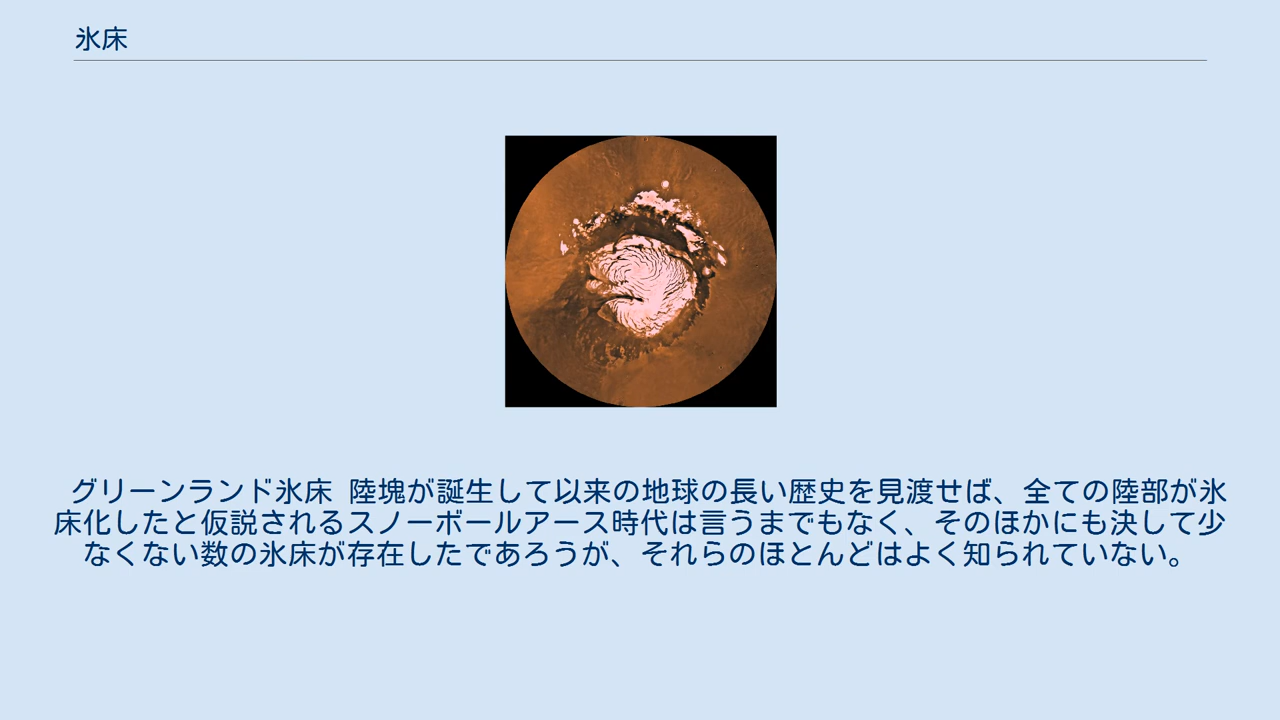 氷床
グリーンランド氷床 陸塊が誕生して以来の地球の長い歴史を見渡せば、全ての陸部が氷
床化したと仮説されるスノーボールアース時代は言うまでもなく、そのほかにも決して少
なくない数の氷床が存在したであろうが、それらのほとんどはよく知られていない。